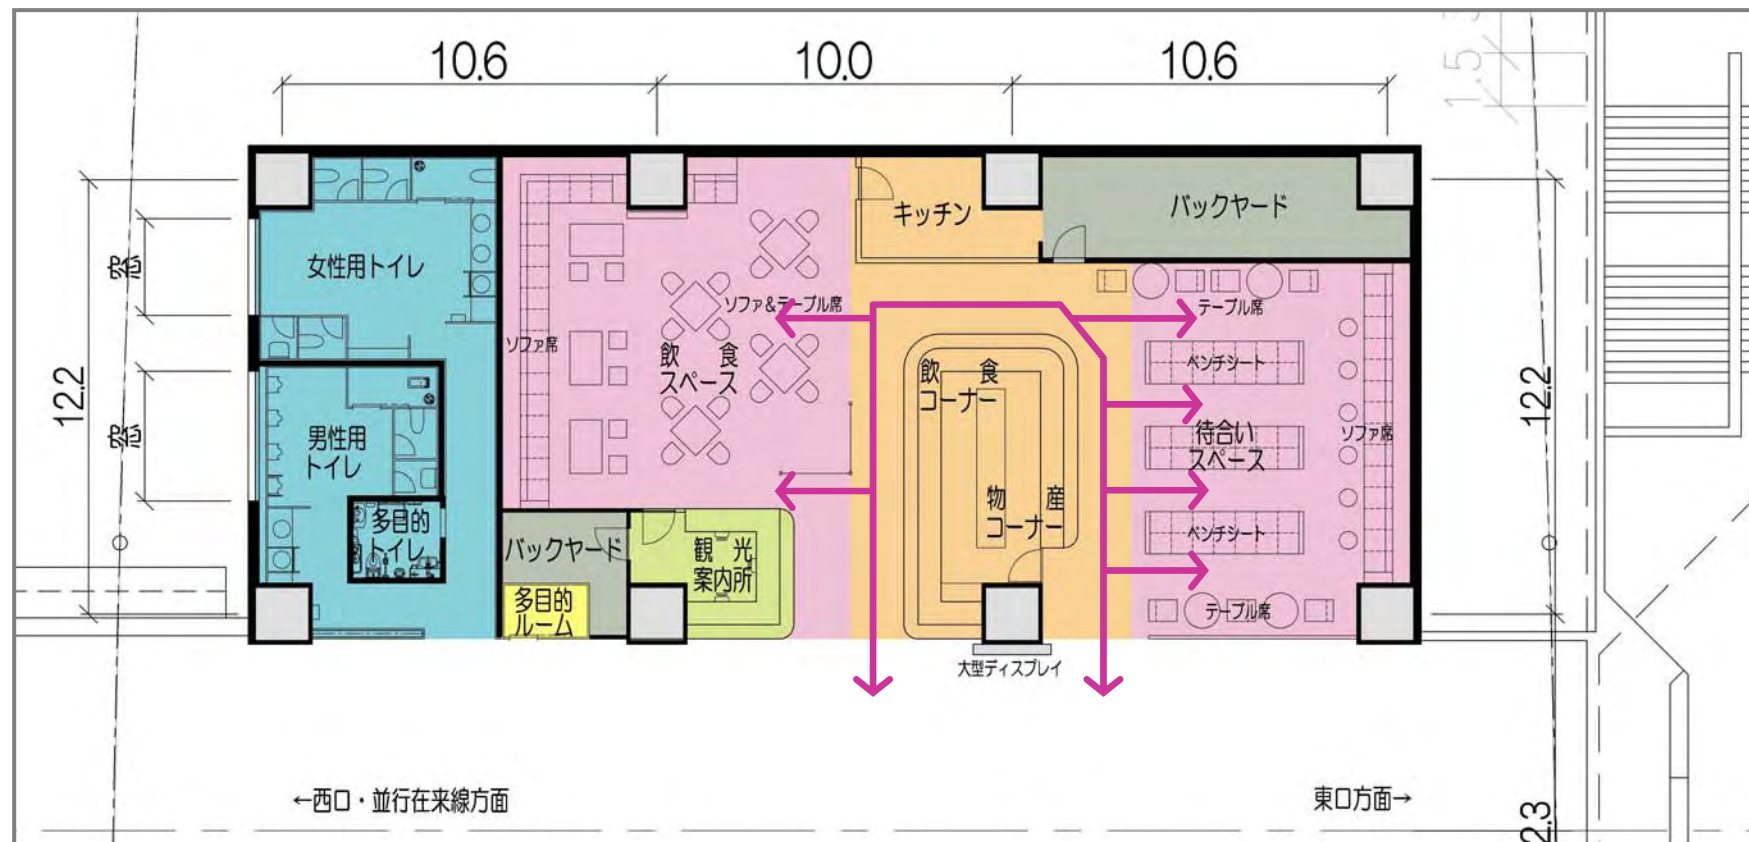 10.6
10.0
10.6
1.5
12.2
窓
窓
12.2
女性用トイレ
男性用
トイレ
多目的
トイレ
ソファ席
ソファ&テーブル席
飲食
スペース
キッチン
バックヤード
テーブル席
ベンチシート
待合い
スペース
ソファ席
ベンチシート
テーブル席
飲食
コーナー
物産
コーナー
バックヤード
多目的
ルーム
観光
案内所
大型ディスプレイ
←西口・並行在来線方面
東口方面→
2.3